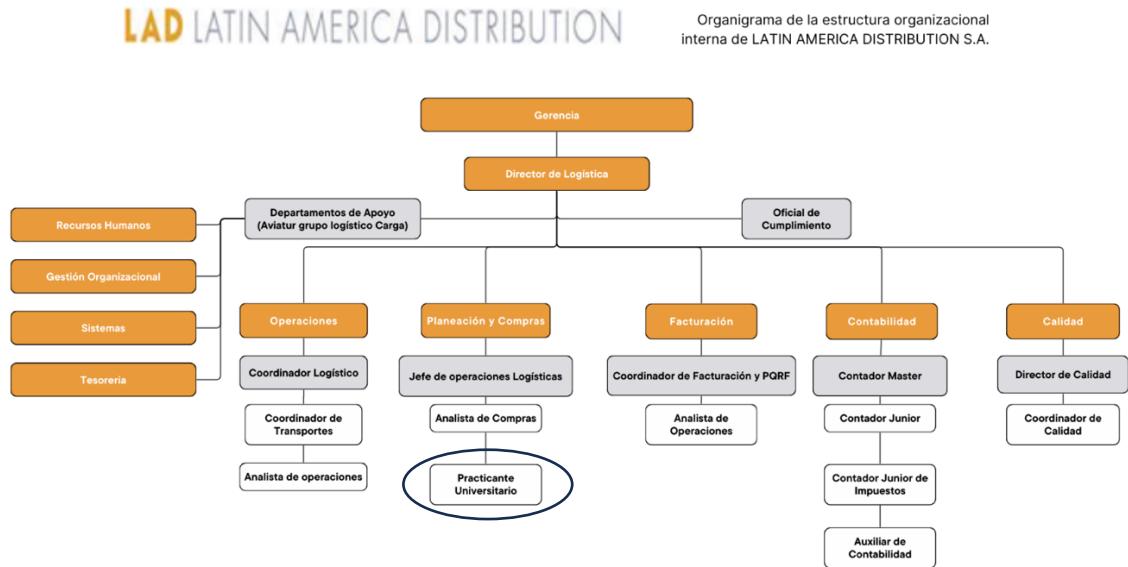 LAD LATIN AMERICA DISTRIBUTION
Organigrama de la estructura organizacional
interna de LATIN AMERICA DISTRIBUTION S.A.
Gerencia
Director de Logística
Departamentos de Apoyo
(Aviatur grupo logístico Carga)
Oficial de
Cumplimiento
Recursos Humanos
Gestión Organizacional
Sistemas
Tesoreria
Operaciones
Coordinador Logístico
Coordinador de
Transportes
Analista de operaciones
Planeación y Compras
Jefe de operaciones Logísticas
Analista de Compras
Practicante
Universitario
Facturación
Coordinador de Facturación y PQRF
Analista de
Operaciones
Contabilidad
Contador Master
Contador Junior
Contador Junior de
Impuestos
Auxiliar de
Contabilidad
Calidad
Director de Calidad
Coordinador de
Calidad